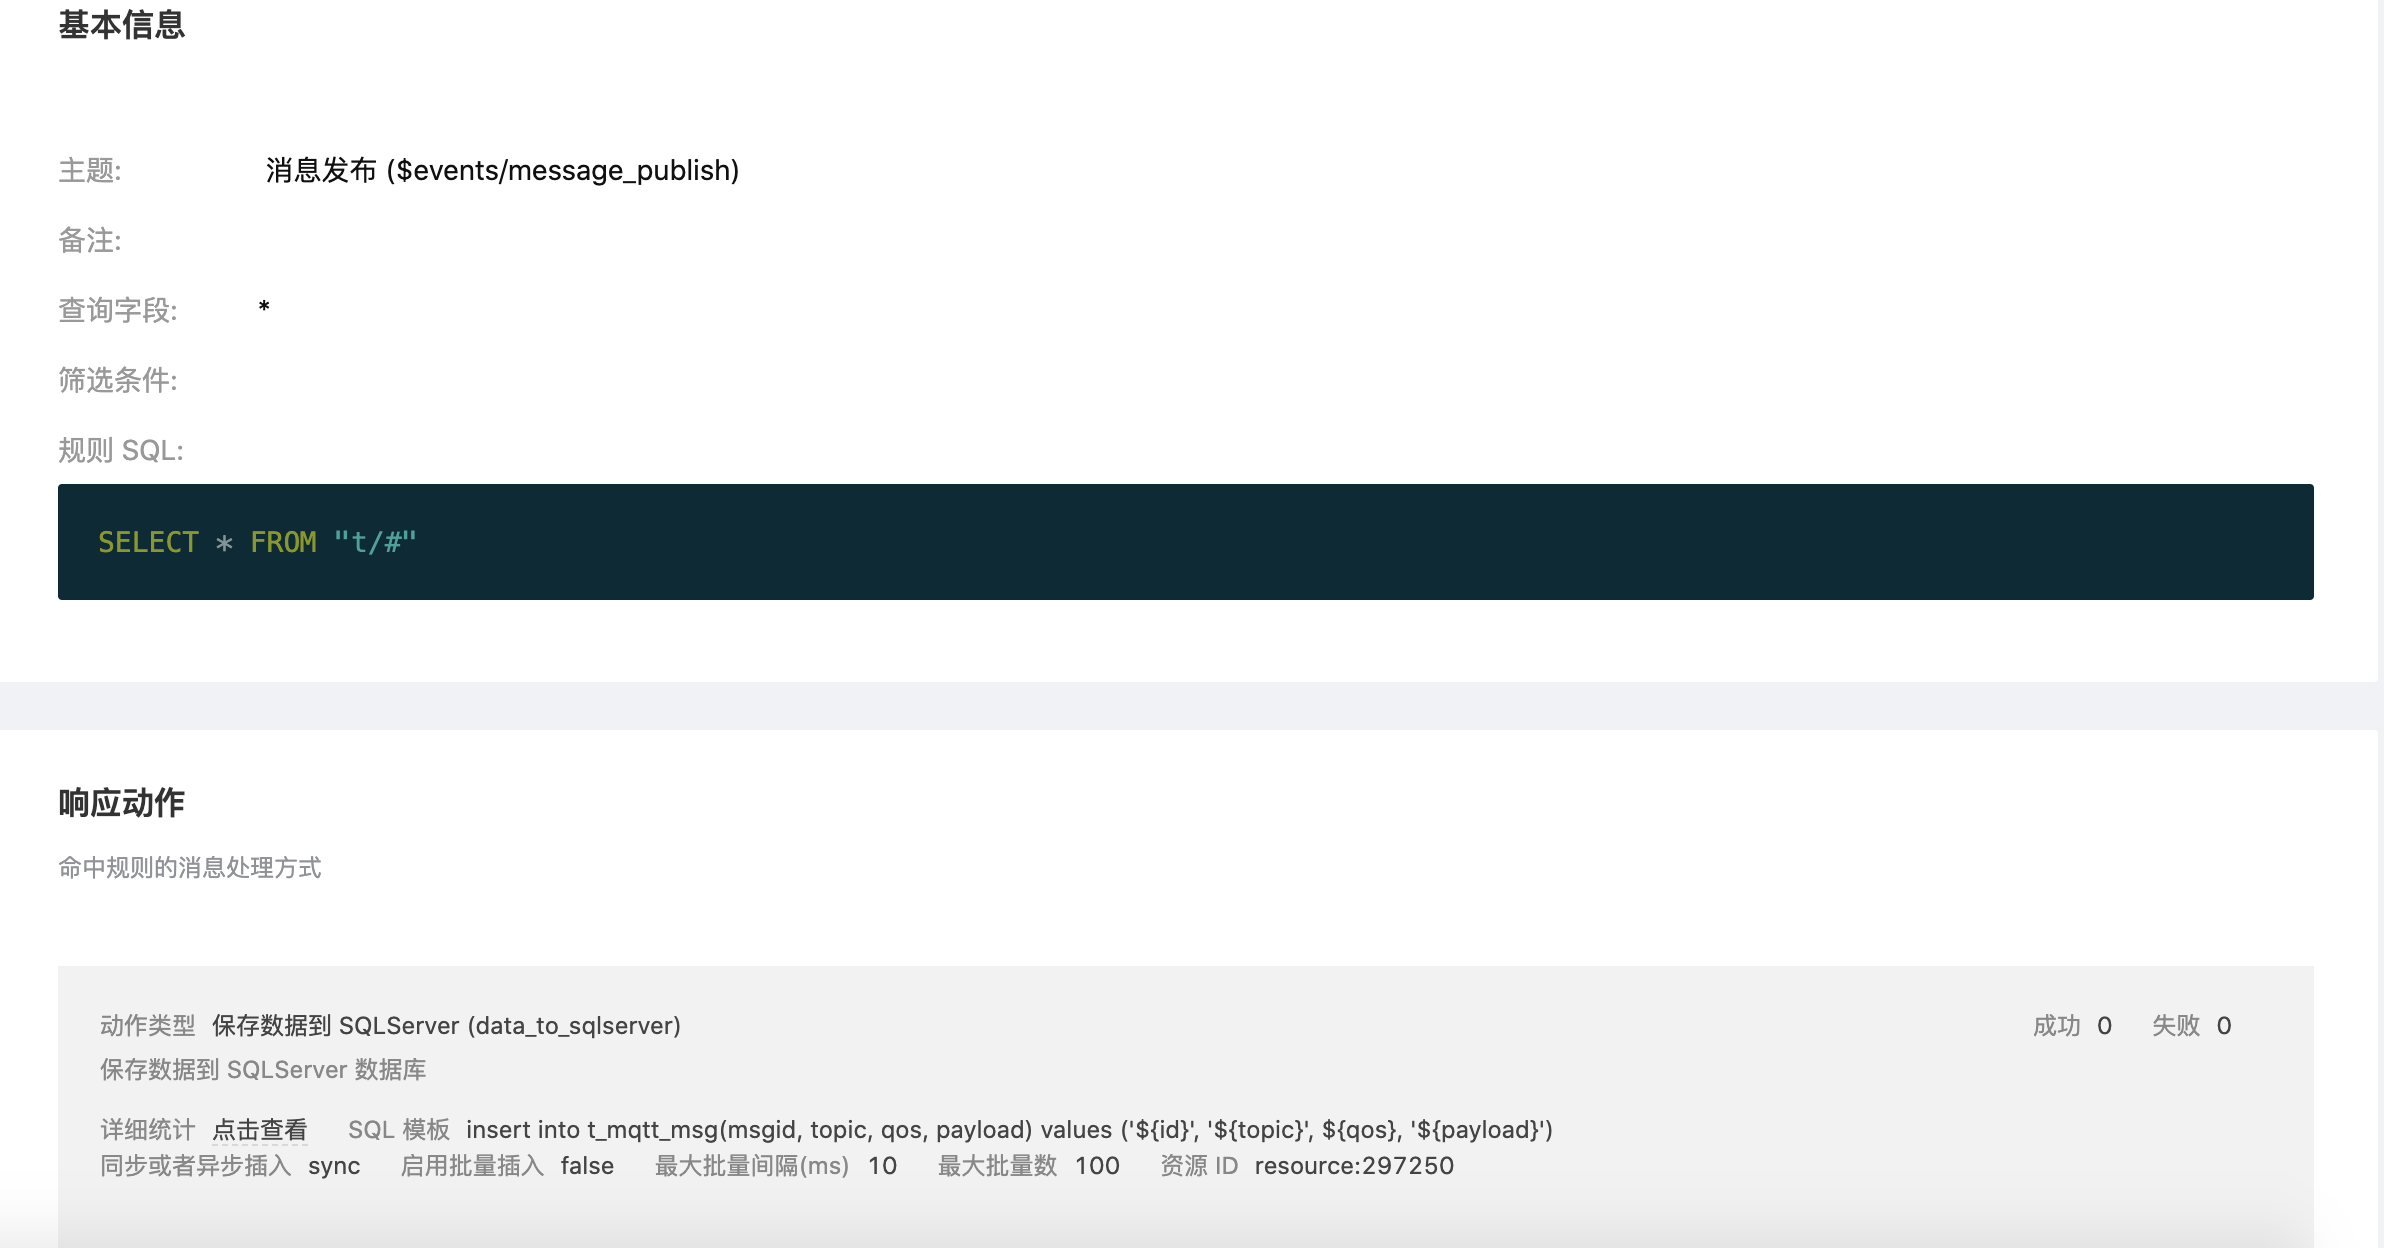 基本信息
主题: 消息发布 ($events/message_publish)
备注:
查询字段: *
筛选条件:
规则 SQL:
SELECT * FROM "t/#"
响应动作
命中规则的消息处理方式
动作类型 保存数据到 SQLServer (data_to_sqlserver) 成功 0 失败 0
保存数据到 SQLServer 数据库
详细统计 点击查看 SQL 模板 insert into t_mqtt_msg(msgid, topic, qos, payload) values ('${id}', '${topic}', ${qos}, '${payload}')
同步或者异步插入 sync 启用批量插入 false 最大批量间隔(ms) 10 最大批量数 100 资源 ID resource:297250